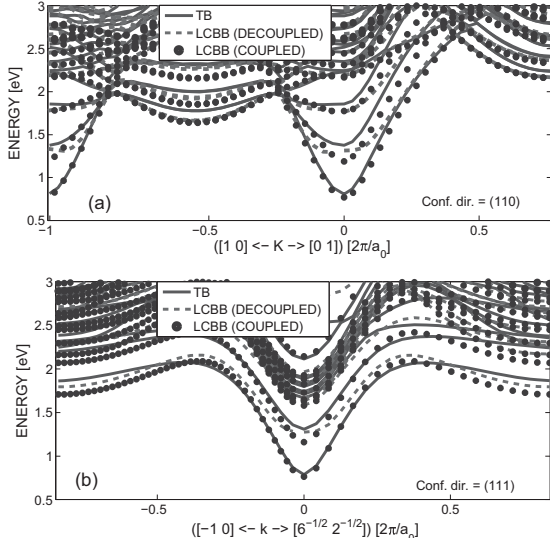 3
2.5
2
1.5
1
0.5
ENERGY [eV]
TB
LCBB (DECOUPLED)
LCBB (COUPLED)
(a)
Conf. dir. = (110)
−1 −0.5 0 0.5
([1 0] <− K −> [0 1]) [2π/a0]
3
2.5
2
1.5
1
0.5
ENERGY [eV]
TB
LCBB (DECOUPLED)
LCBB (COUPLED)
(b)
Conf. dir. = (111)
−0.5 0 0.5
([−1 0] <− k −> [6^−1/2 2^−1/2]) [2π/a0]